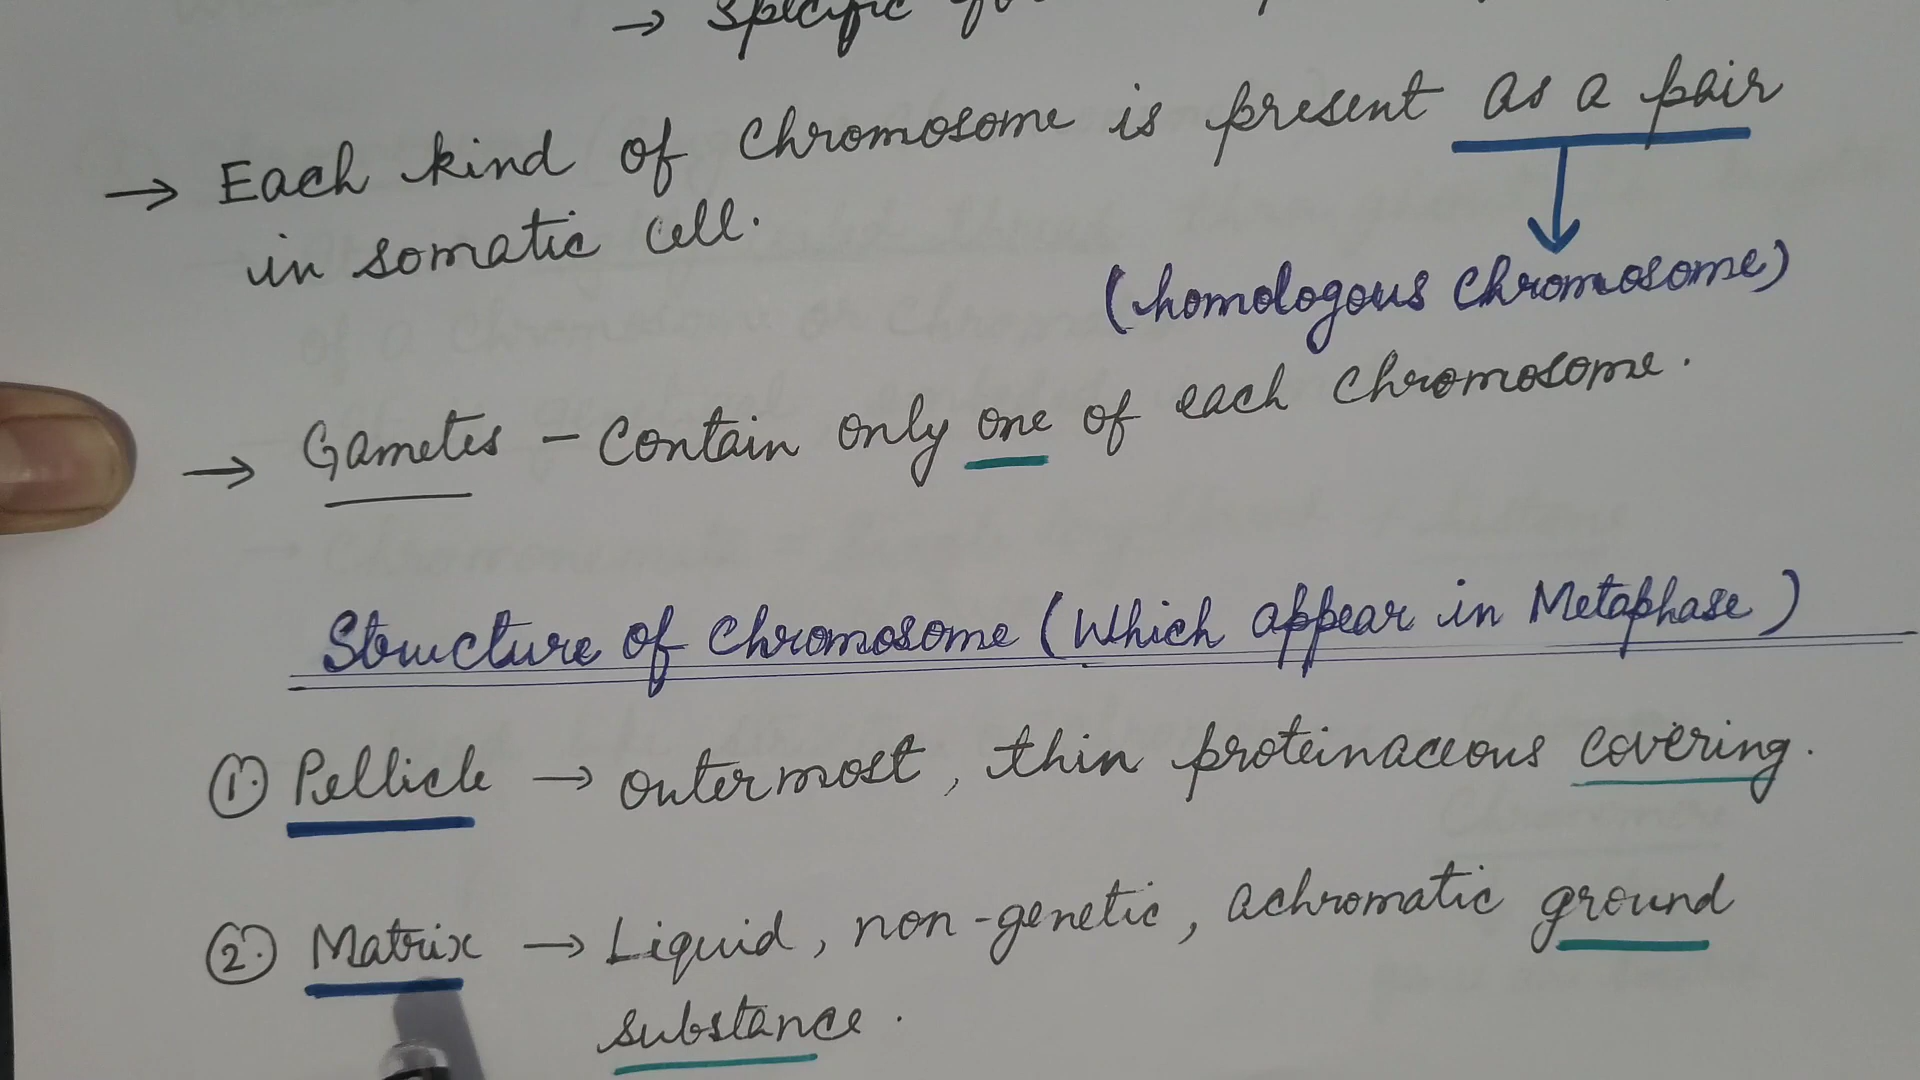 → Specific
→ Each kind of Chromosome is present as a pair
in somatic cell.
(homologous Chromosome)
→ Gametes – Contain only one of each Chromosome.
Structure of Chromosome (Which appear in Metaphase)
①. Pellicle → outermost, thin proteinaceous covering.
②. Matrix → Liquid, non-genetic, achromatic ground
substance.